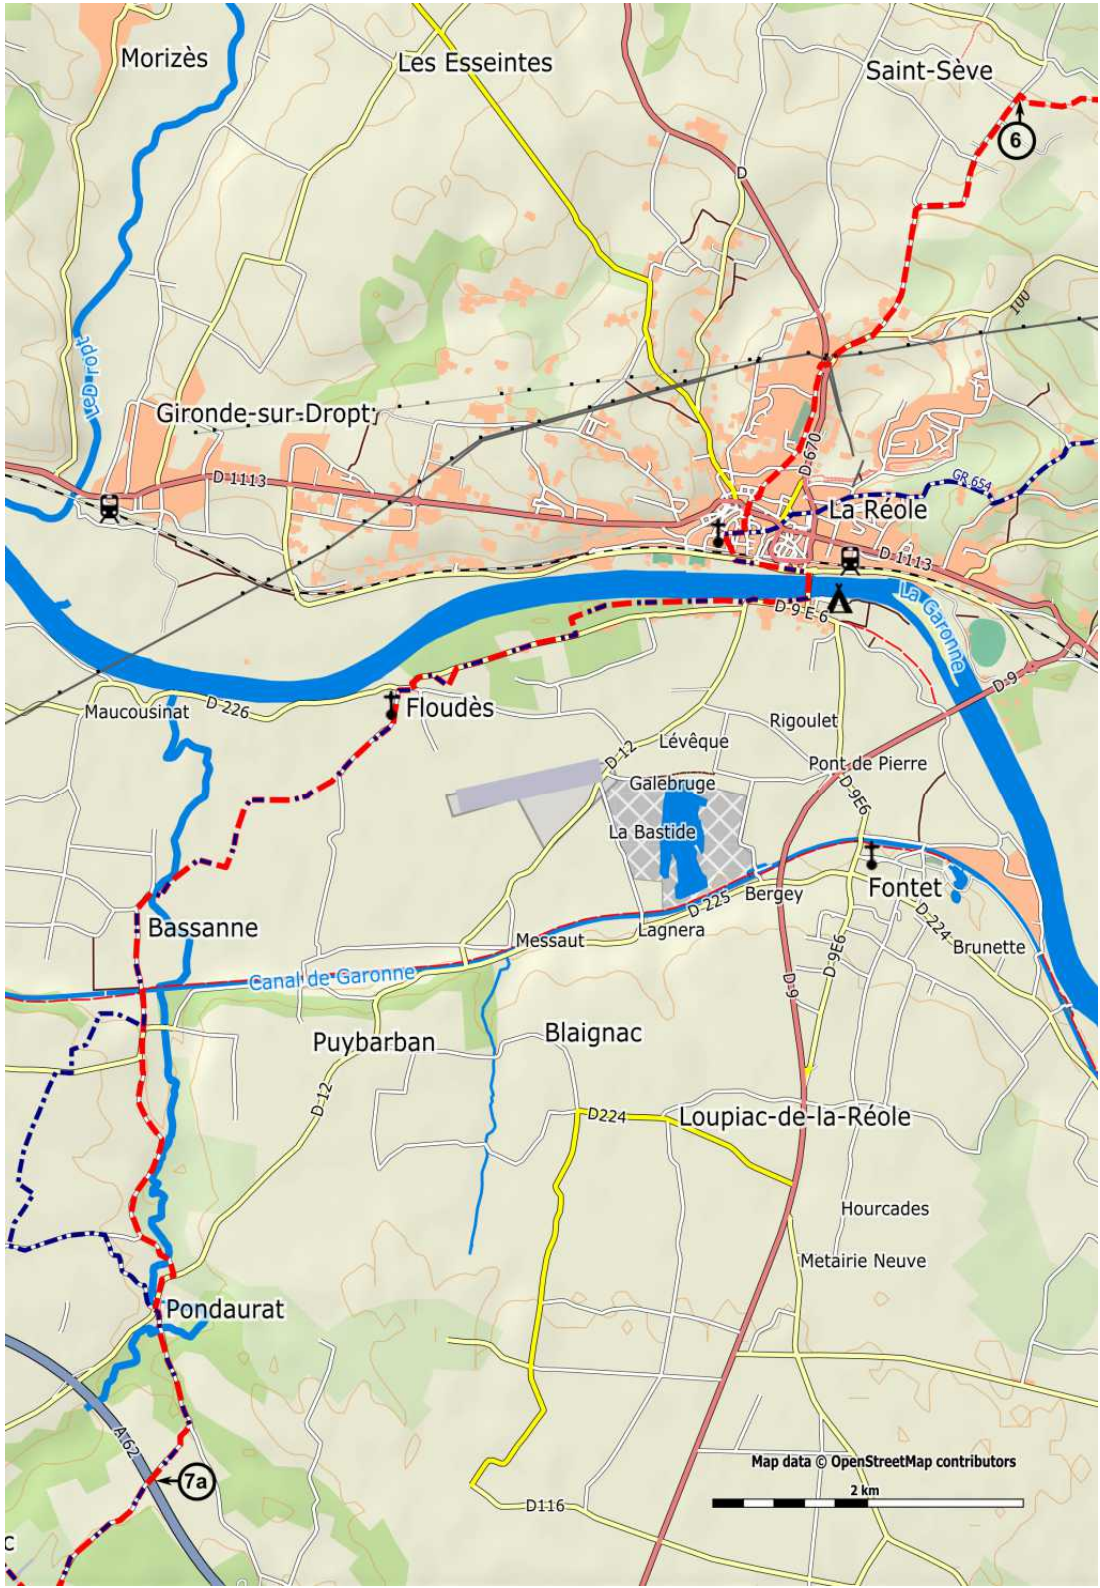 Morizès
Les Esseintes
Saint-Sève
6
D
100
Le Dropt
Gironde-sur-Dropt
D 1113
D 670
GR 654
La Réole
D 1113
La Garonne
D 9 E 6
D 9
Floudès
D 226
Maucousinat
Rigoulet
Lévêque
D 12
Pont de Pierre
Galebruge
D 9E6
La Bastide
Fontet
Bergey
D 225
Bassanne
Lagnera
D 224
Messaut
D 9E6
Brunette
Canal de Garonne
D 9
Blaignac
Puybarban
D 12
D224
Loupiac-de-la-Réole
Hourcades
Metairie Neuve
Pondaurat
A 62
7a
Map data © OpenStreetMap contributors
2 km
D116
c